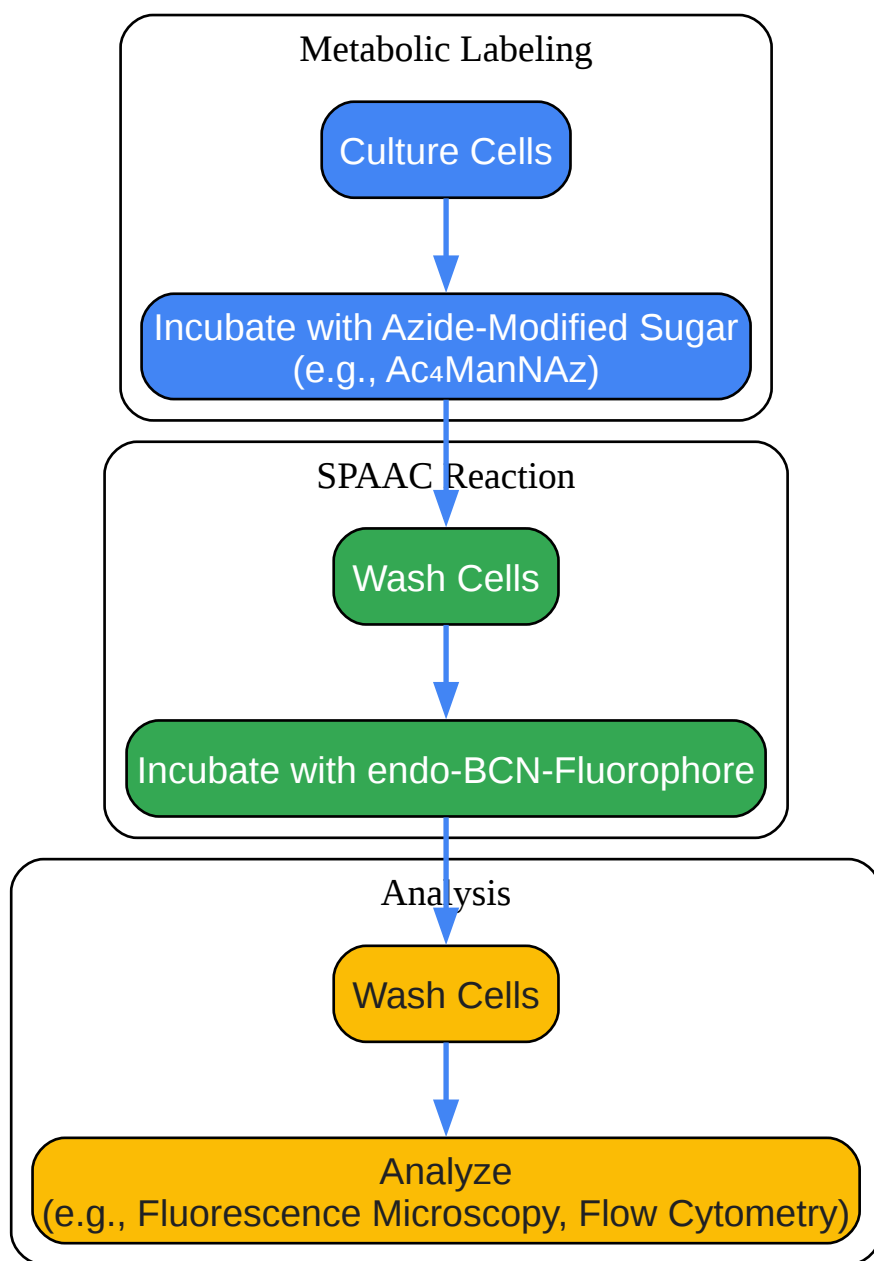 Metabolic Labeling
Culture Cells
Incubate with Azide-Modified Sugar
(e.g., Ac₄ManNAz)
SPAAC Reaction
Wash Cells
Incubate with endo-BCN-Fluorophore
Analysis
Wash Cells
Analyze
(e.g., Fluorescence Microscopy, Flow Cytometry)